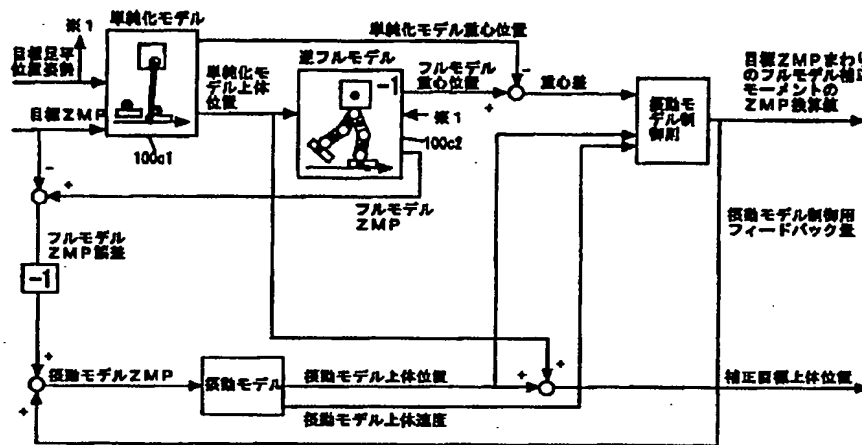 ※1
目標足平
位置姿勢
単純化モデル
100c1
目標ZMP
単純化モデル重心位置
単純化モ
デル上体
位置
逆フルモデル
-1
100c2
フルモデル
重心位置
※1
フルモデル
ZMP
重心差
摂動モ
デル制
御則
目標ZMPまわり
のフルモデル補正
モーメントの
ZMP換算値
摂動モデル制御用
フィードバック量
フルモデル
ZMP誤差
-1
摂動モデルZMP
摂動モデル
摂動モデル上体位置
摂動モデル上体速度
補正目標上体位置